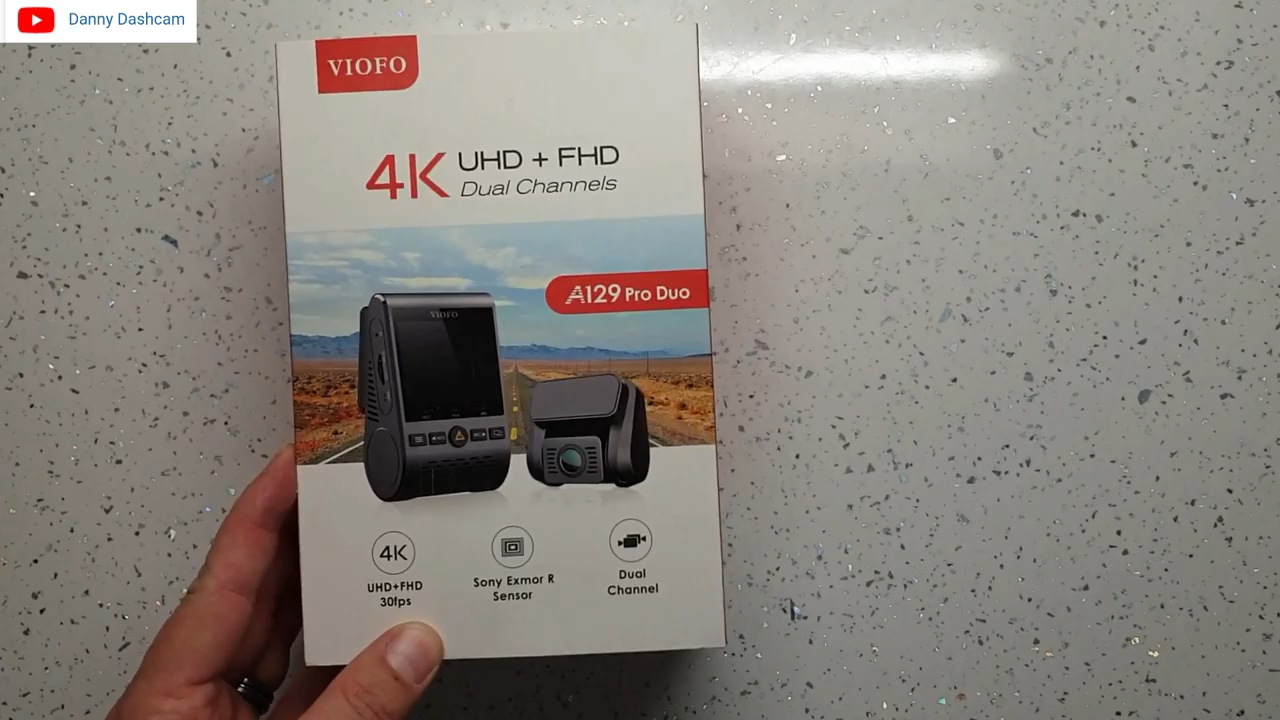 Danny Dashcam
VIOFO
4K UHD + FHD
Dual Channels
A129 Pro Duo
VIOFO
4K
UHD+FHD
30fps
Sony Exmor R
Sensor
Dual
Channel